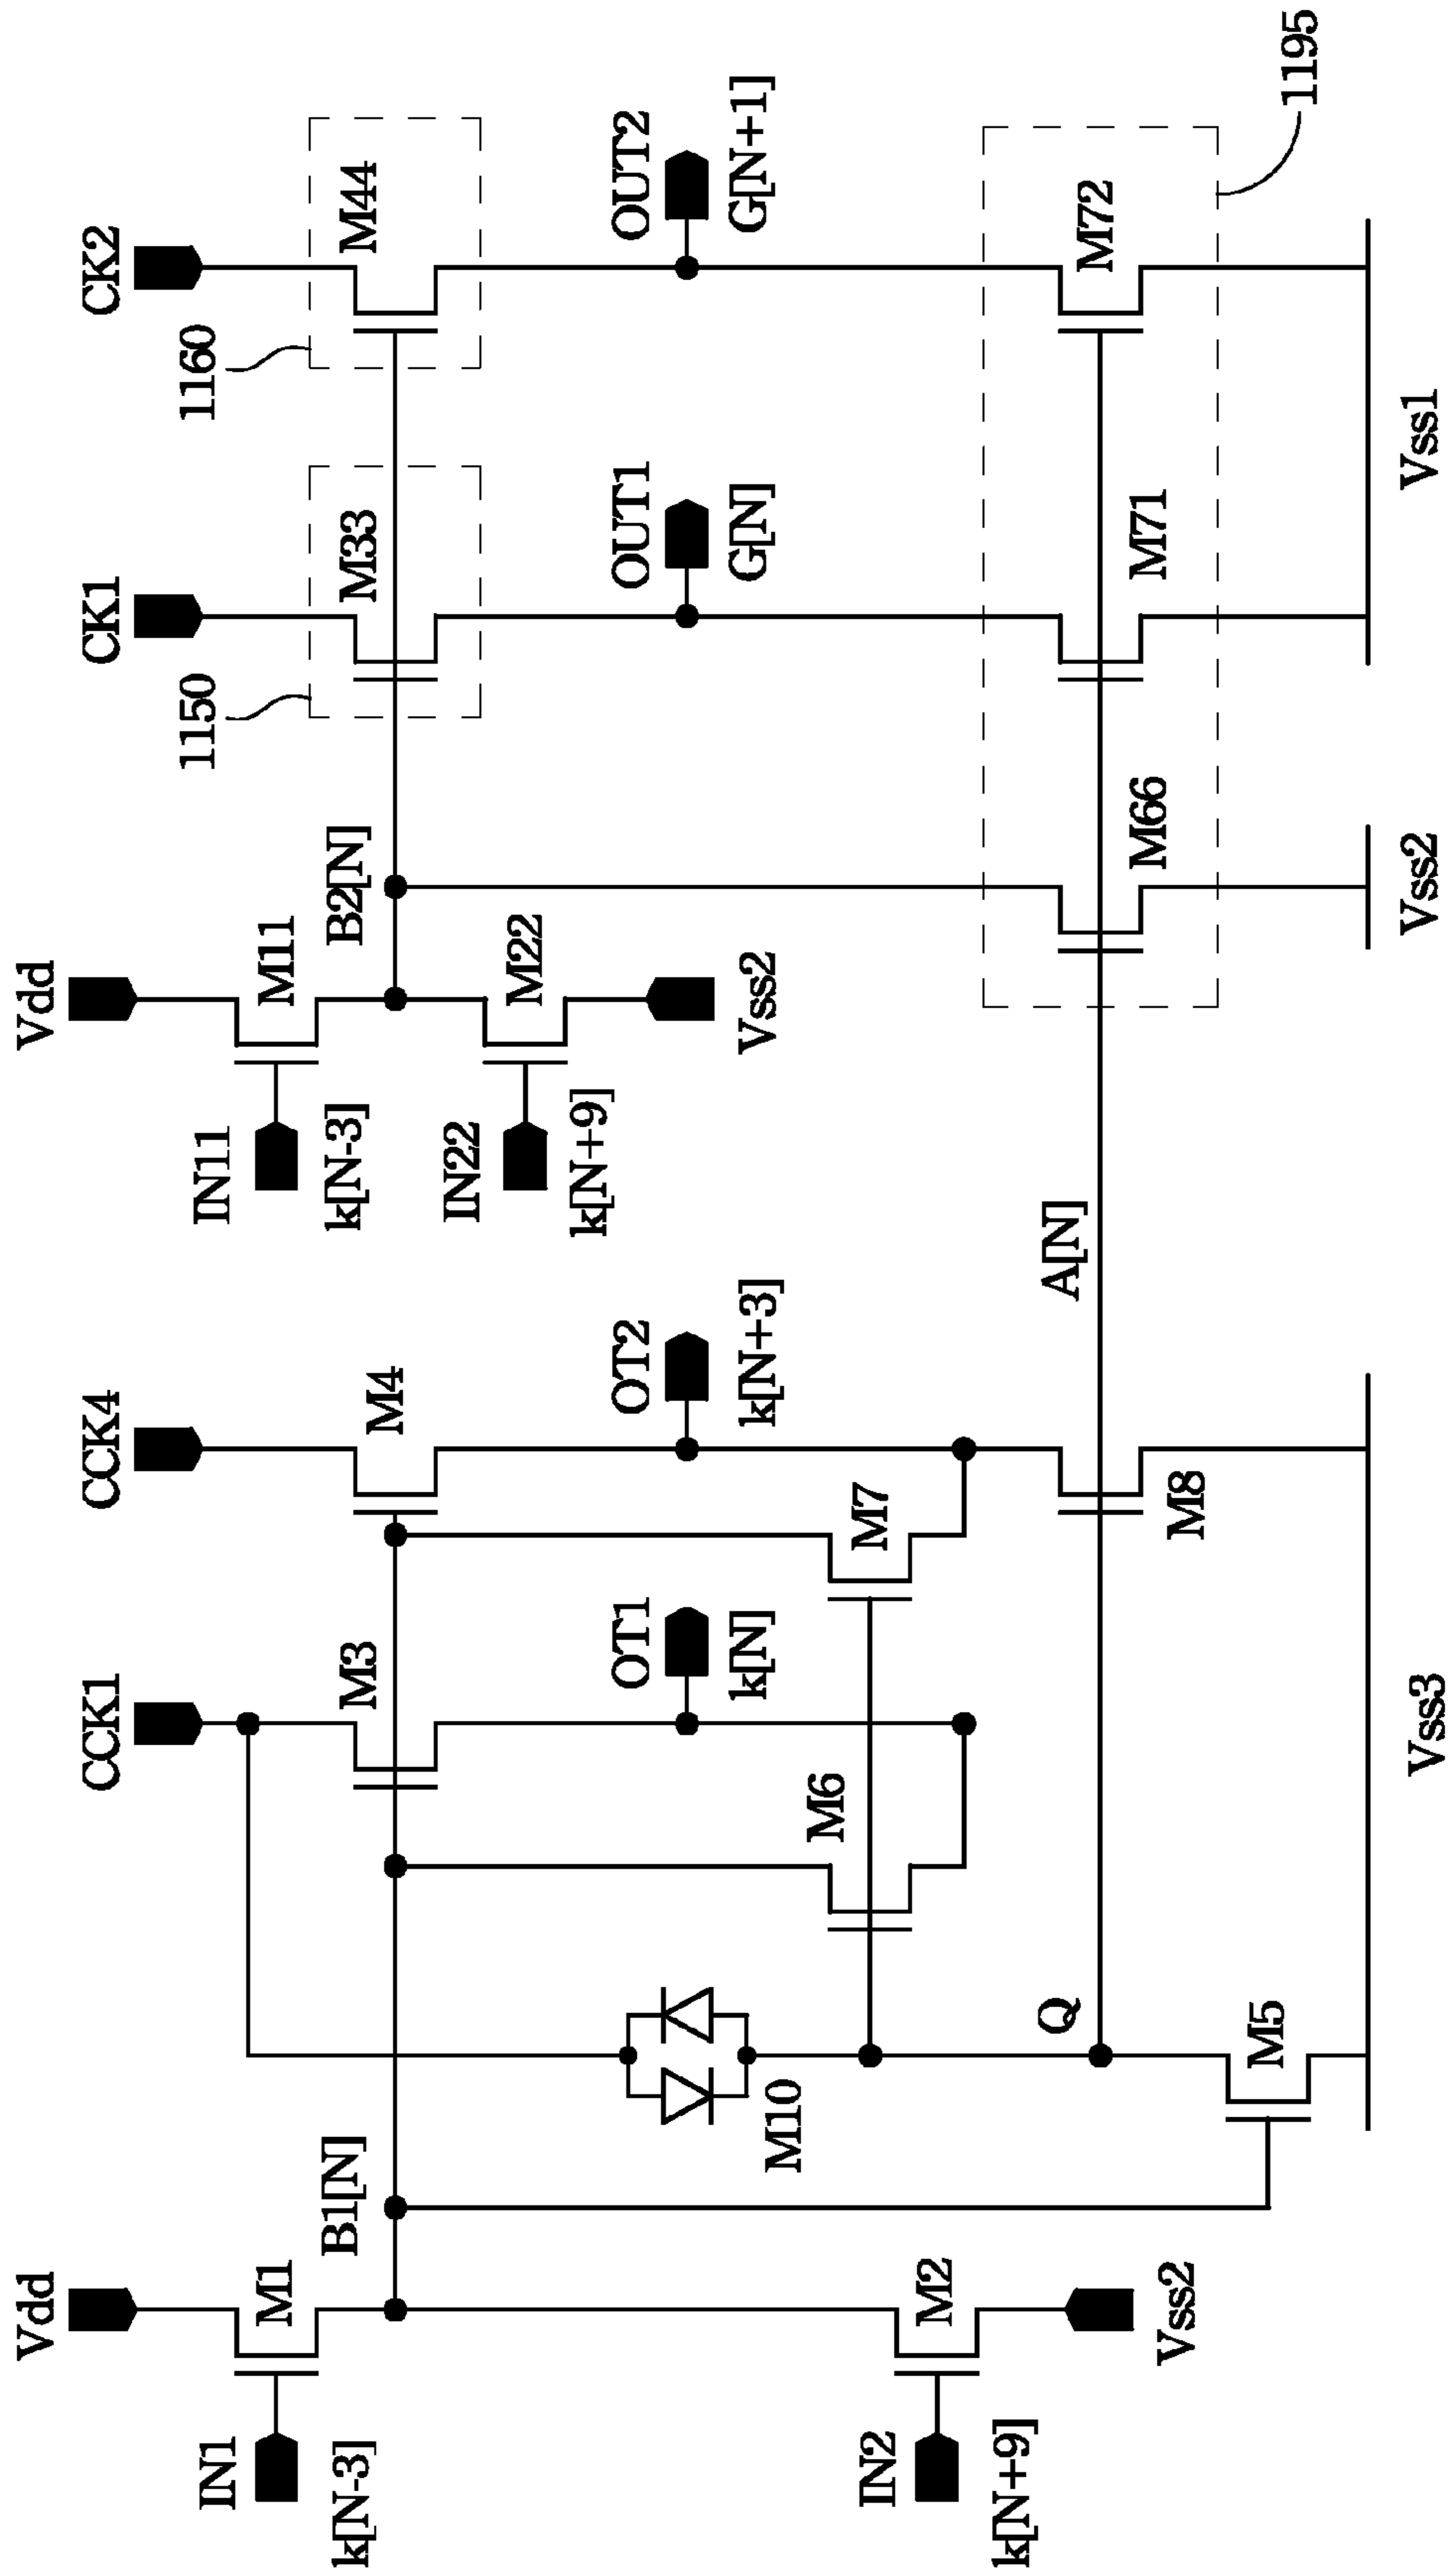 Vdd
IN1
k[N-3]
M1
B1[N]
IN2
k[N+9]
M2
Vss2
CCK1
M3
M10
OT1
k[N]
M6
Q
M5
CCK4
M4
OT2
k[N+3]
M7
M8
Vss3
A[N]
Vdd
IN11
k[N-3]
M11
B2[N]
IN22
k[N+9]
M22
Vss2
1150
CK1
M33
OUT1
G[N]
1160
CK2
M44
OUT2
G[N+1]
M66
M71
M72
1195
Vss2
Vss1